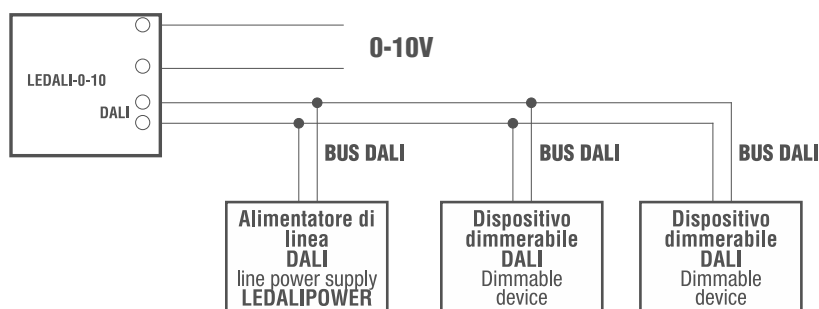 0-10V
LEDALI-0-10
DALI
BUS DALI
BUS DALI
BUS DALI
Alimentatore di
linea
DALI
line power supply
LEDALIPOWER
Dispositivo
dimmerabile
DALI
Dimmable
device
Dispositivo
dimmerabile
DALI
Dimmable
device